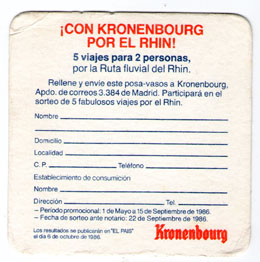 ¡CON KRONENBOURG
POR EL RHIN!
5 viajes para 2 personas,
por la Ruta fluvial del Rhin.
Rellene y envíe este posa-vasos a Kronenbourg,
Apdo. de correos 3.384 de Madrid. Participará en el
sorteo de 5 fabulosos viajes por el Rhin.
Nombre
Domicilio
Localidad
C. P. Teléfono
Establecimiento de consumición
Nombre
Dirección Tel.
– Período promocional: 1 de Mayo a 15 de Septiembre de 1986.
– Fecha de sorteo ante notario: 22 de Septiembre de 1986.
Los resultados se publicarán en "EL PAIS"
el día 6 de octubre de 1986.
Kronenbourg